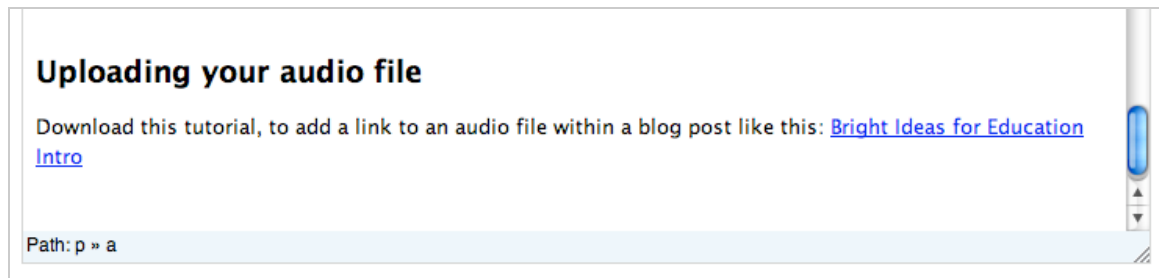 Uploading your audio file
Download this tutorial, to add a link to an audio file within a blog post like this: Bright Ideas for Education
Intro
Path: p » a